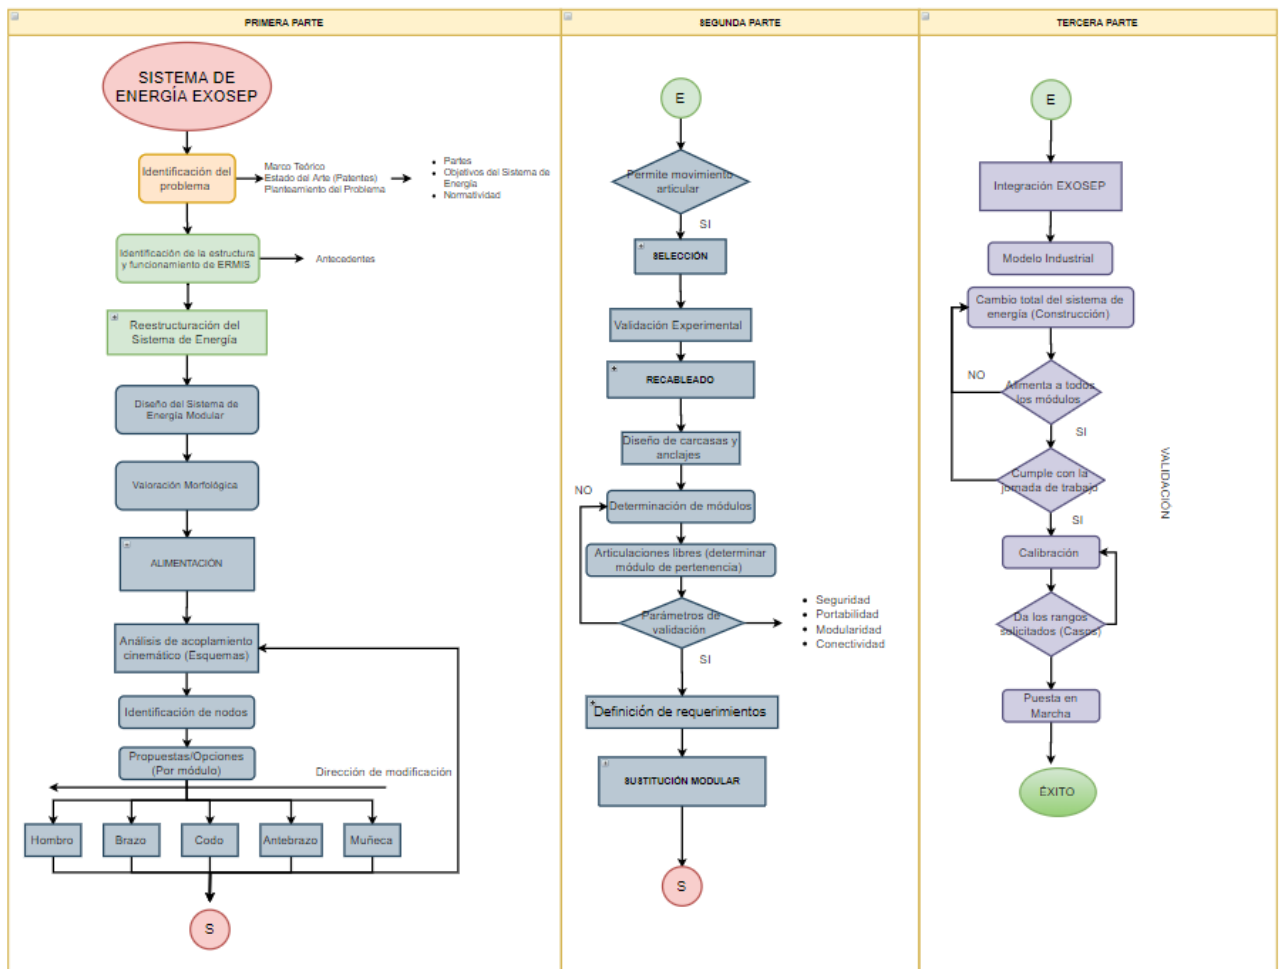 PRIMERA PARTE
SISTEMA DE
ENERGÍA EXOSEP
Identificación del
problema
Marco Teórico
Estado del Arte (Patentes)
Planteamiento del Problema
Partes
Objetivos del Sistema de
Energía
Normatividad
Identificación de la estructura
y funcionamiento de ERMIS
Antecedentes
Reestructuración del
Sistema de Energía
Diseño del Sistema de
Energía Modular
Valoración Morfológica
ALIMENTACIÓN
Análisis de acoplamiento
cinemático (Esquemas)
Identificación de nodos
Propuestas/Opciones
(Por módulo)
Dirección de modificación
Hombro
Brazo
Codo
Antebrazo
Muñeca
S
SEGUNDA PARTE
E
Permite movimiento
articular
SI
SELECCIÓN
Validación Experimental
RECABLEADO
Diseño de carcasas y
anclajes
NO
Determinación de módulos
Articulaciones libres (determinar
módulo de pertenencia)
Parámetros de
validación
Seguridad
Portabilidad
Modularidad
Conectividad
SI
Definición de requerimientos
SUSTITUCIÓN MODULAR
S
TERCERA PARTE
E
Integración EXOSEP
Modelo Industrial
Cambio total del sistema de
energía (Construcción)
NO
Alimenta a todos
los módulos
SI
Cumple con la
jornada de trabajo
VALIDACIÓN
SI
Calibración
Da los rangos
solicitados (Casos)
Puesta en
Marcha
ÉXITO